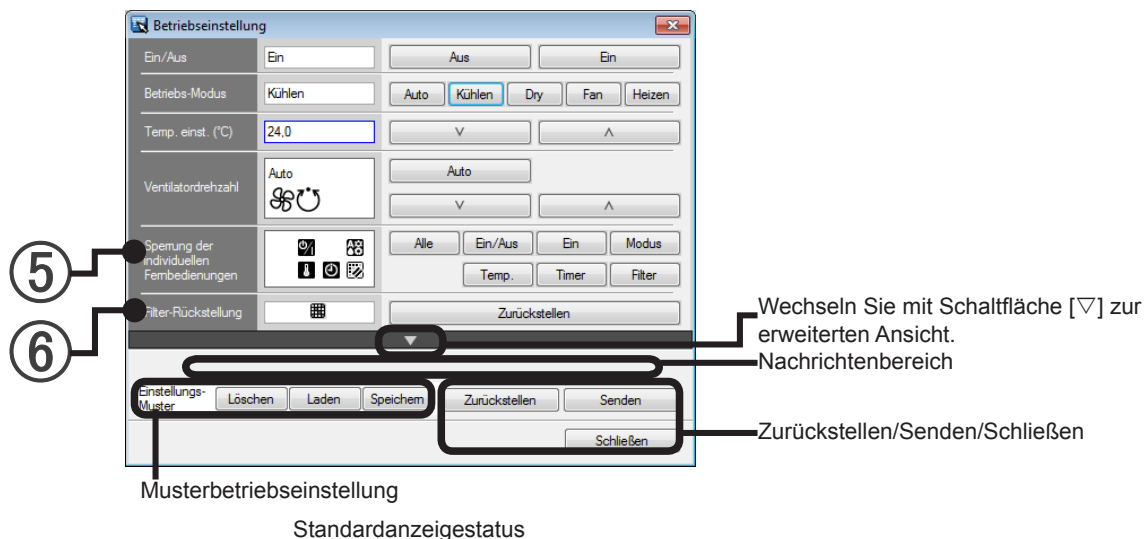 Betriebseinstellung
Ein/Aus Ein Aus Ein
Betriebs-Modus Kühlen Auto Kühlen Dry Fan Heizen
Temp. einst. (°C) 24,0 ∨ ∧
Ventilatordrehzahl Auto Auto
∨ ∧
5
Sperrung der
individuellen
Fernbedienungen
Alle Ein/Aus Ein Modus
Temp. Timer Filter
6
Filter-Rückstellung Zurückstellen
▼
Wechseln Sie mit Schaltfläche [▽] zur
erweiterten Ansicht.
Nachrichtenbereich
Einstellungs-
Muster
Löschen Laden Speichern Zurückstellen Senden
Schließen
Zurückstellen/Senden/Schließen
Musterbetriebseinstellung
Standardanzeigestatus